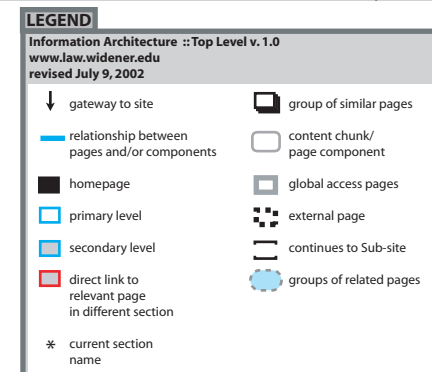 LEGEND
Information Architecture :: Top Level v. 1.0
www.law.widener.edu
revised July 9, 2002
gateway to site
relationship between
pages and/or components
homepage
primary level
secondary level
direct link to
relevant page
in different section
* current section
name
group of similar pages
content chunk/
page component
global access pages
external page
continues to Sub-site
groups of related pages